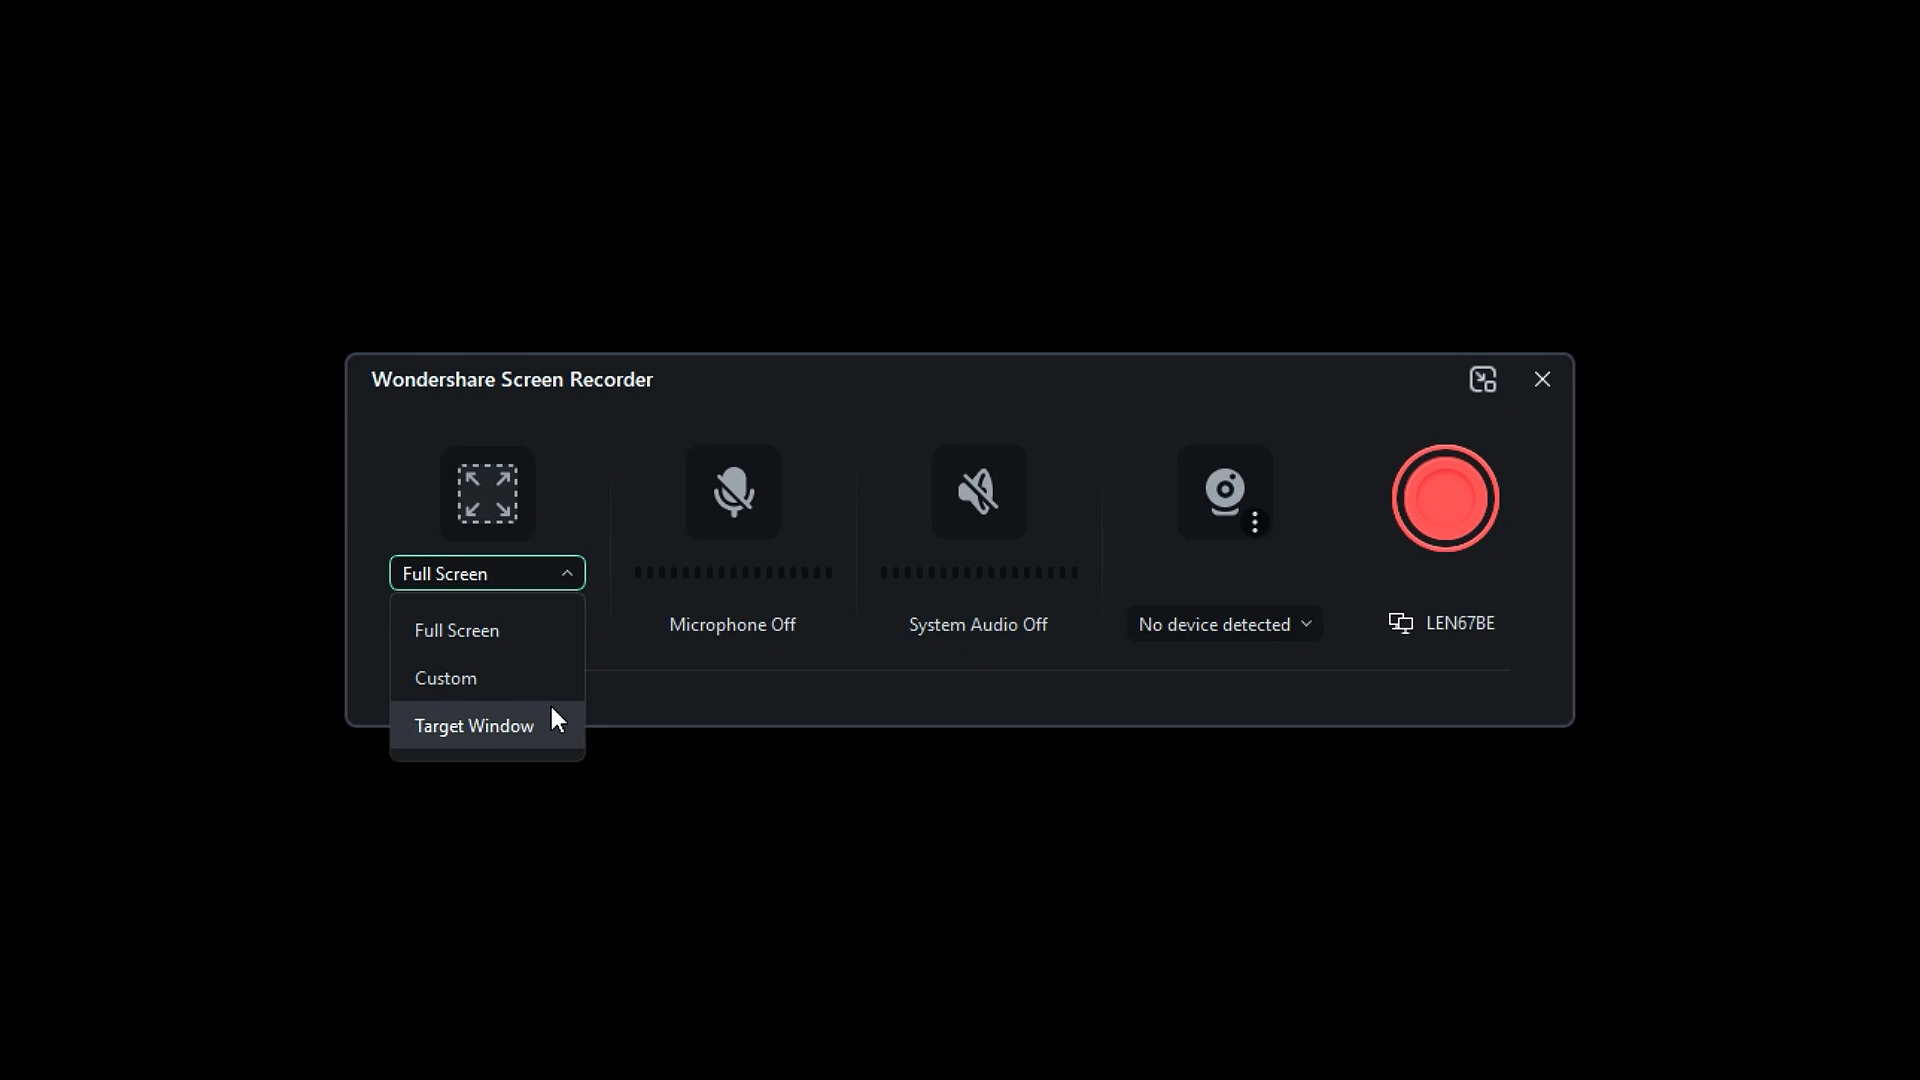 Wondershare Screen Recorder
Full Screen
Full Screen
Custom
Target Window
Microphone Off
System Audio Off
No device detected
LEN67BE